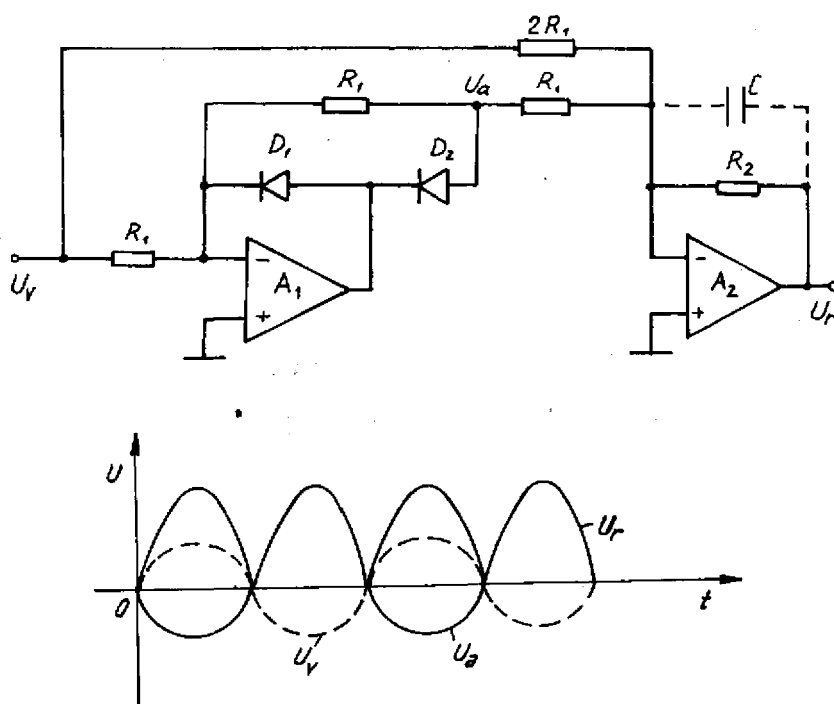 2R₁
R₁
Uₐ
R₁
C
D₁
D₂
R₂
R₁
−
A₁
+
−
A₂
+
Uᵥ
Uᵣ
U
Uᵣ
0
Uᵥ
Uₐ
t